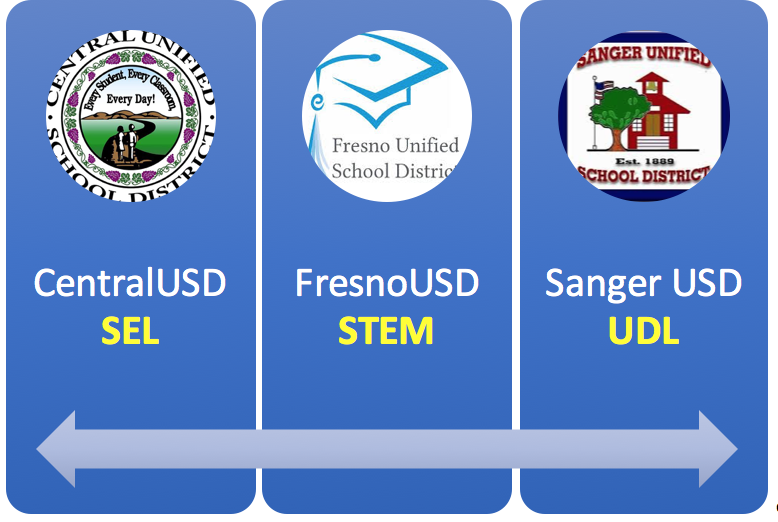 CENTRAL UNIFIED
SCHOOL DISTRICT
Every Student, Every Classroom,
Every Day!
Fresno Unified
School Distric
SANGER UNIFIED
Est. 1889
SCHOOL DISTRICT
CentralUSD
SEL
FresnoUSD
STEM
Sanger USD
UDL